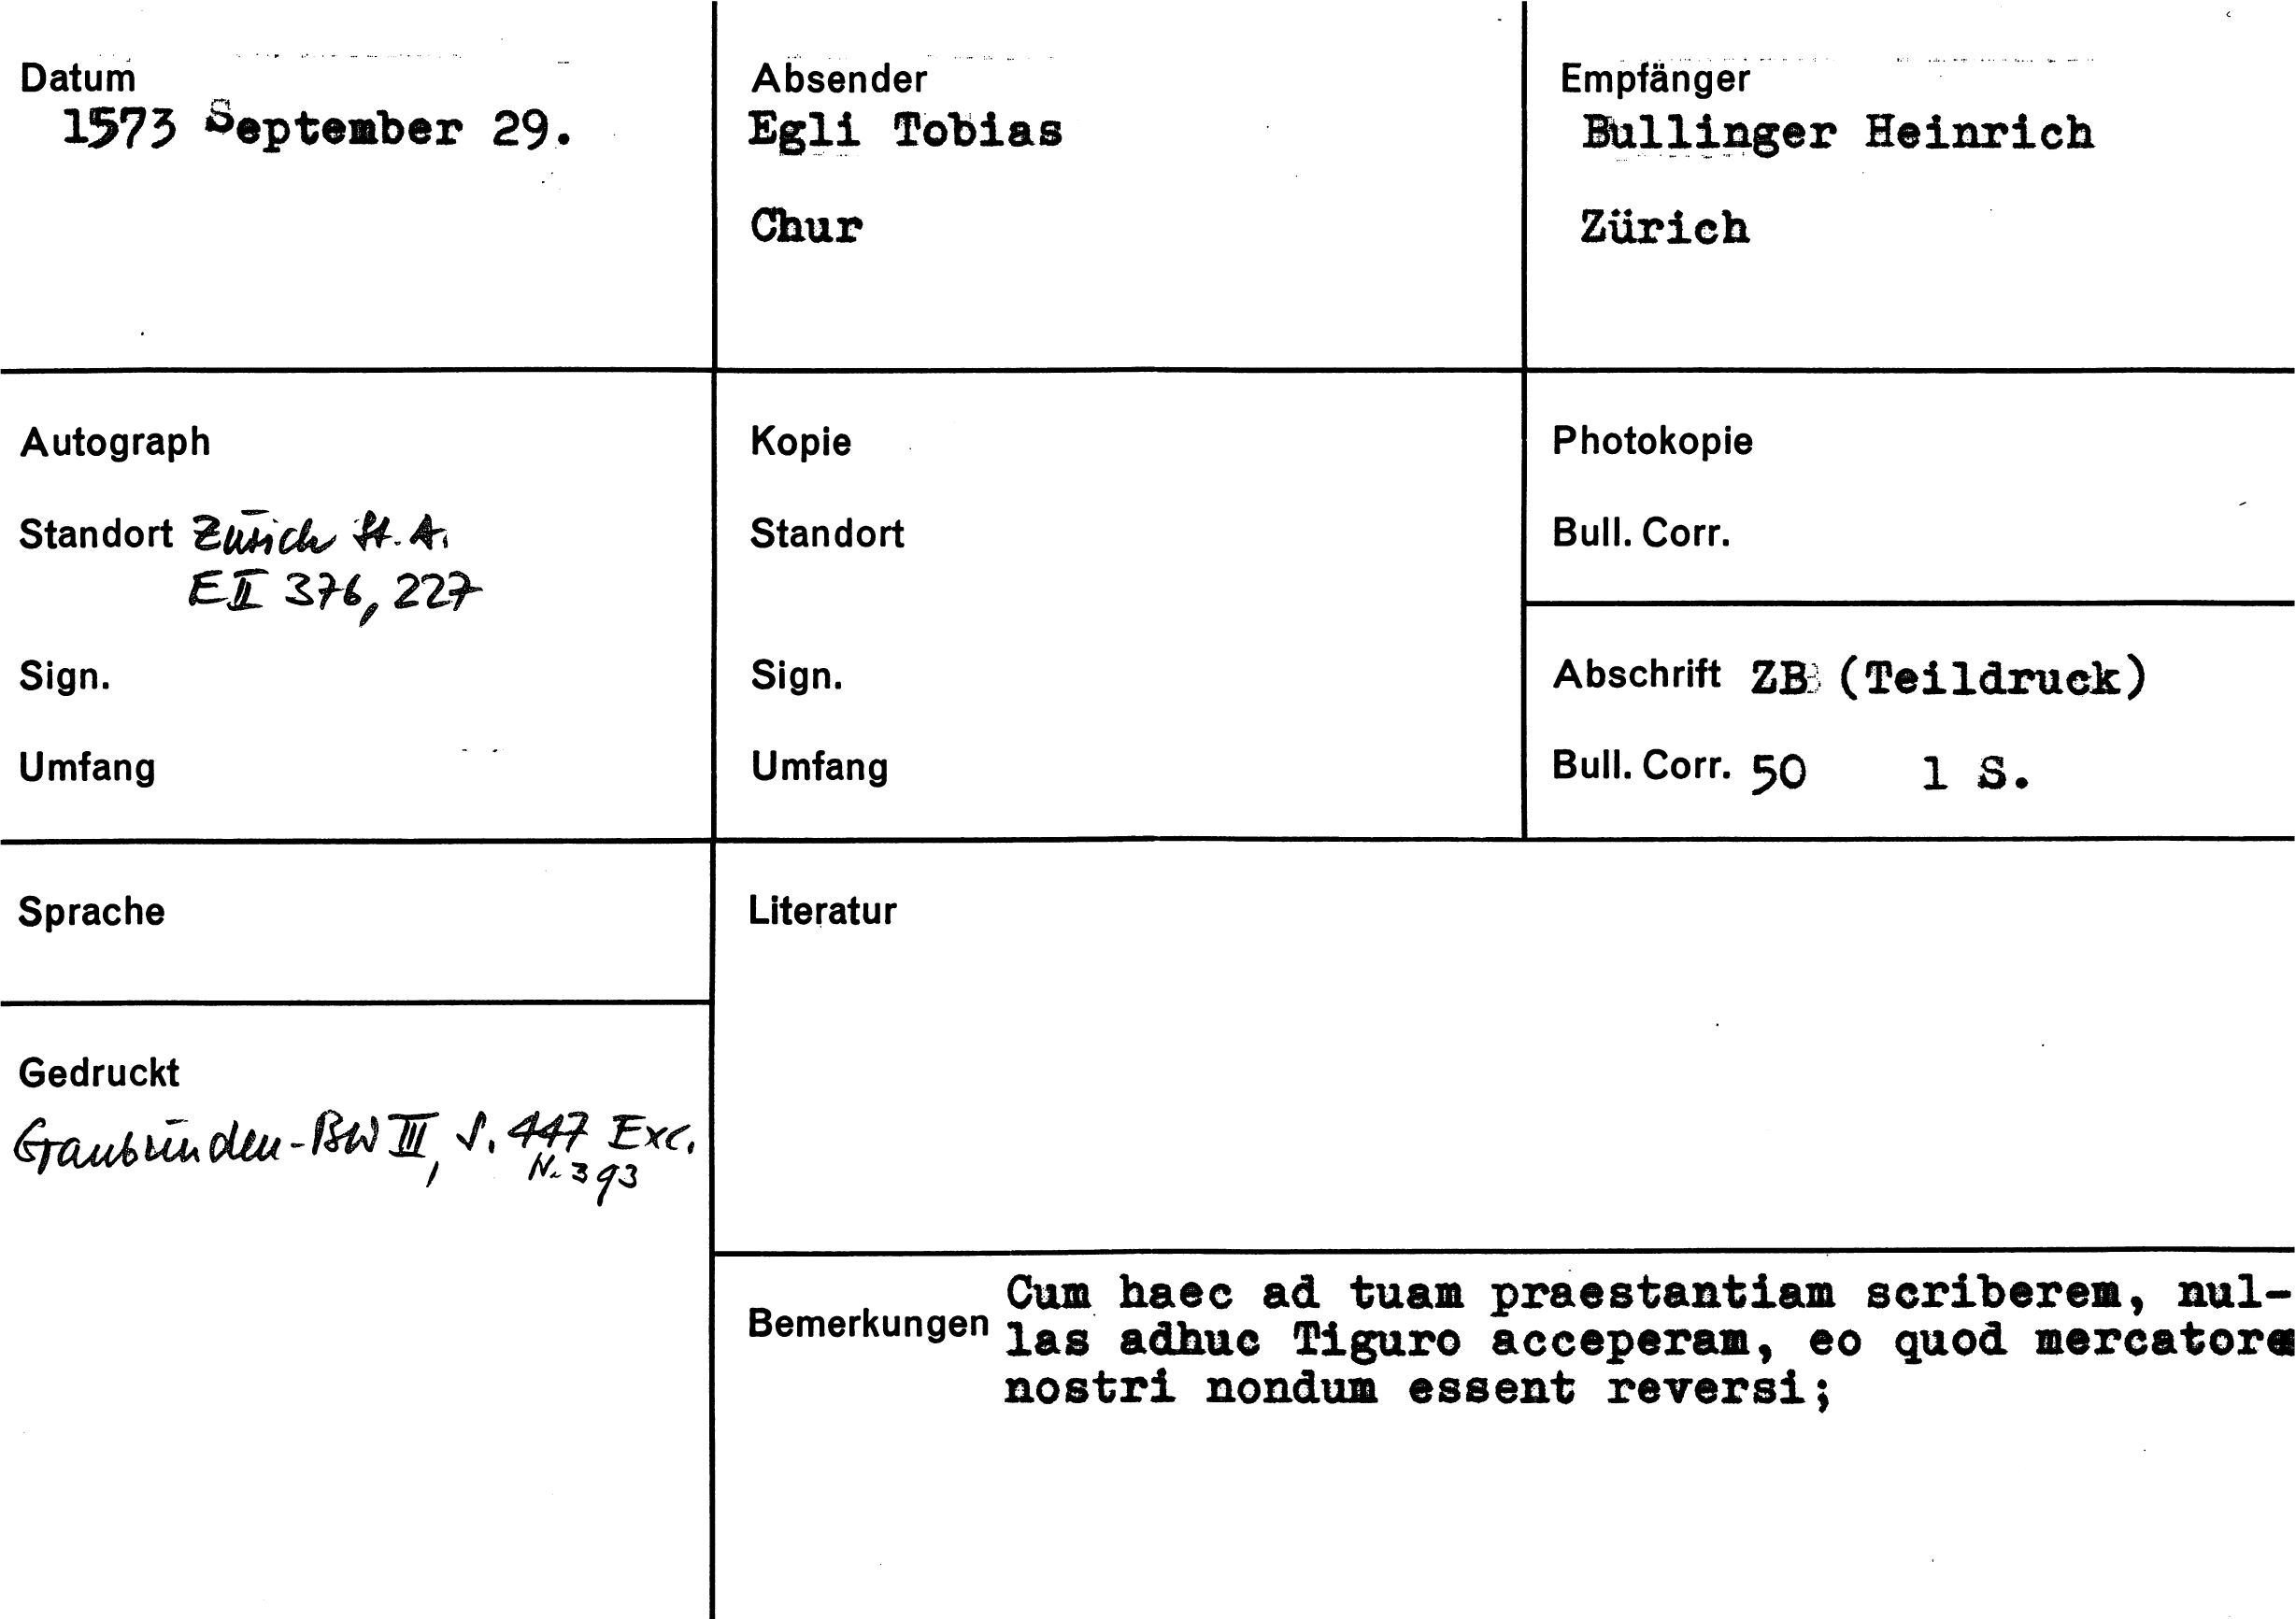 Datum
1573 September 29.
Absender
Egli Tobias
Chur
Empfänger
Bullinger Heinrich
Zürich
Autograph
Standort Zürich St. A.
E II 376, 227
Sign.
Umfang
Kopie
Standort
Sign.
Umfang
Photokopie
Bull. Corr.
Abschrift ZB (Teildruck)
Bull. Corr. 50 1 S.
Sprache
Gedruckt
Graubünden-BW III, S. 447 Exc.
Nr. 393
Literatur
Bemerkungen
Cum haec ad tuam praestantiam scriberem, nul-
las adhuc Tiguro acceperam, eo quod mercatore
nostri nondum essent reversi;